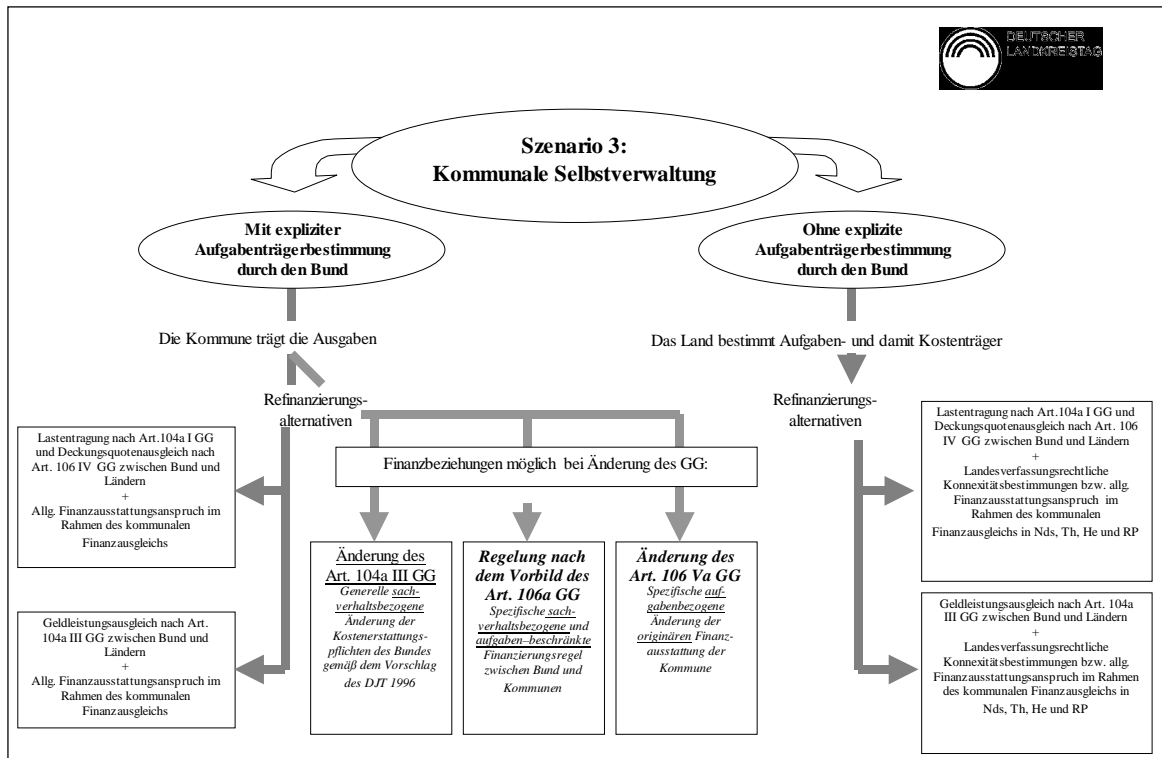 DEUTSCHER
LANDKREISTAG
Szenario 3:
Kommunale Selbstverwaltung
Mit expliziter
Aufgabenträgerbestimmung
durch den Bund
Ohne explizite
Aufgabenträgerbestimmung
durch den Bund
Die Kommune trägt die Ausgaben
Das Land bestimmt Aufgaben- und damit Kostenträger
Refinanzierungs-
alternativen
Refinanzierungs-
alternativen
Lastentragung nach Art.104a I GG
und Deckungsquotenausgleich nach
Art. 106 IV GG zwischen Bund und
Ländern
+
Allg. Finanzausstattungsanspruch im
Rahmen des kommunalen
Finanzausgleichs
Geldleistungsausgleich nach Art.
104a III GG zwischen Bund und
Ländern
+
Allg. Finanzausstattungsanspruch im
Rahmen des kommunalen
Finanzausgleichs
Finanzbeziehungen möglich bei Änderung des GG:
Änderung des
Art. 104a III GG
Generelle sach-
verhaltsbezogene
Änderung der
Kostenerstattungs-
pflichten des Bundes
gemäß dem Vorschlag
des DJT 1996
Regelung nach
dem Vorbild des
Art. 106a GG
Spezifische sach-
verhaltsbezogene und
aufgaben–beschränkte
Finanzierungsregel
zwischen Bund und
Kommunen
Änderung des
Art. 106 Va GG
Spezifische auf-
gabenbezogene
Änderung der
originären Finanz-
ausstattung der
Kommune
Lastentragung nach Art.104a I GG und
Deckungsquotenausgleich nach Art. 106
IV GG zwischen Bund und Ländern
+
Landesverfassungsrechtliche
Konnexitätsbestimmungen bzw. allg.
Finanzausstattungsanspruch im
Rahmen des kommunalen
Finanzausgleichs in Nds, Th, He und RP
Geldleistungsausgleich nach Art. 104a
III GG zwischen Bund und Ländern
+
Landesverfassungsrechtliche
Konnexitätsbestimmungen bzw. allg.
Finanzausstattungsanspruch im Rahmen
des kommunalen Finanzausgleichs in
Nds, Th, He und RP